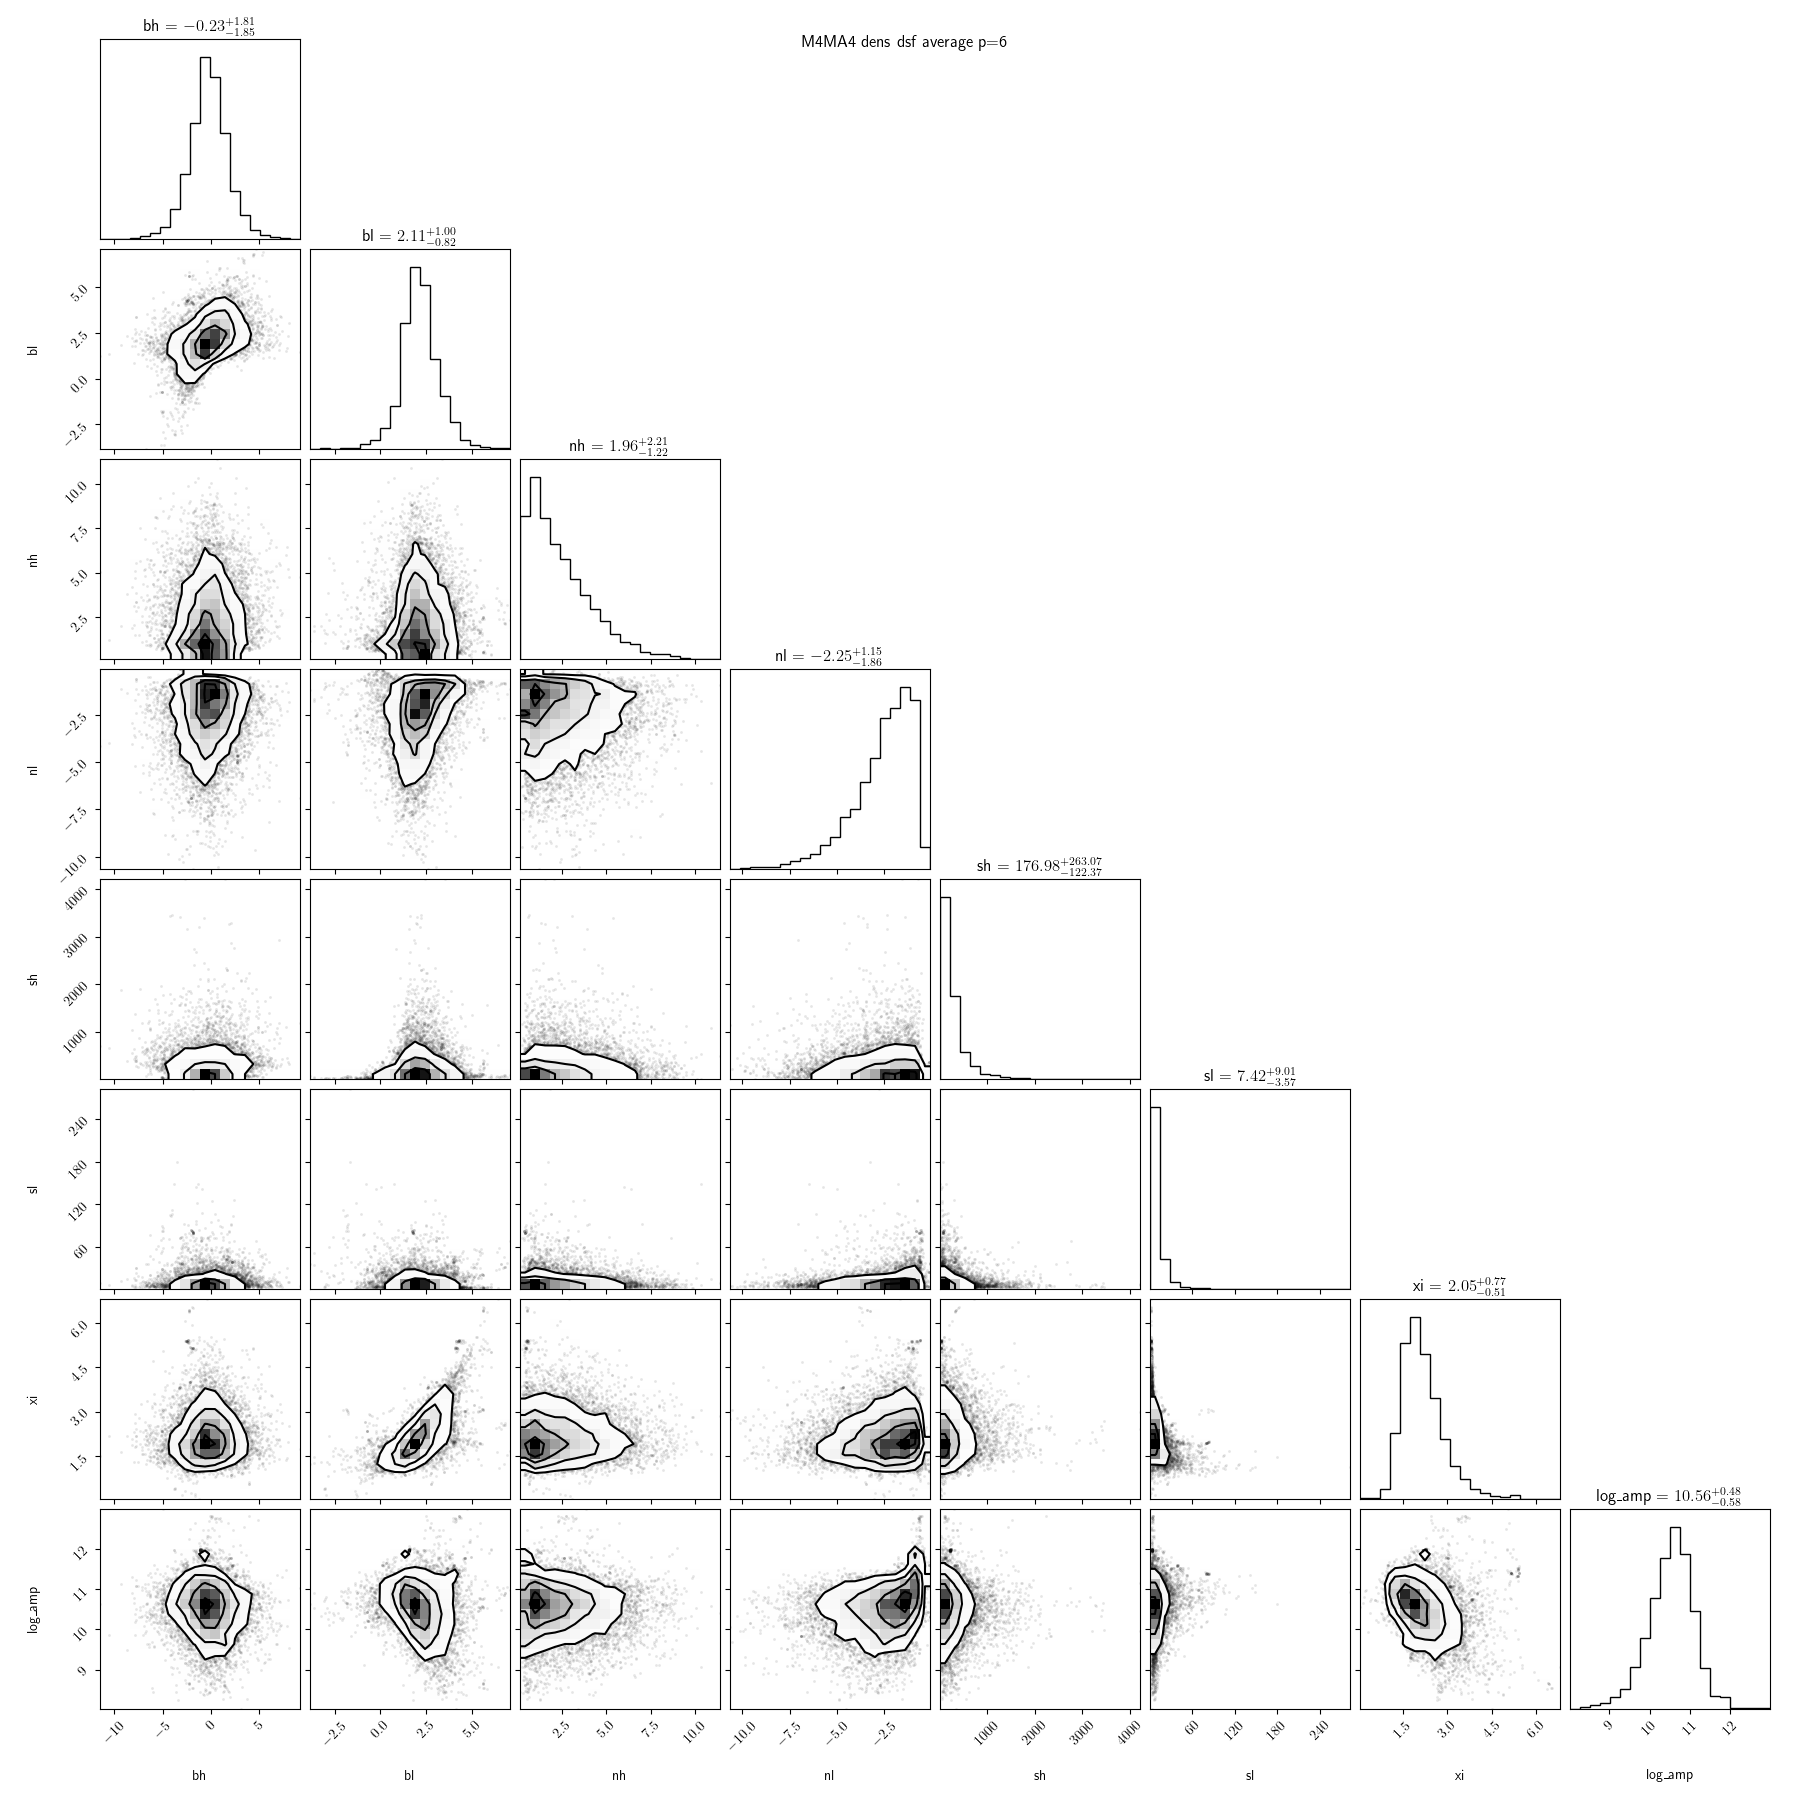 M4MA4 dens dsf average p=6
bh = −0.23+1.81 −1.85
bl = 2.11+1.00 −0.82
5.0
2.5
0.0
−2.5
bl
nh = 1.96+2.21 −1.22
10.0
7.5
5.0
2.5
nh
nl = −2.25+1.15 −1.86
−2.5
−5.0
−7.5
−10.0
nl
sh = 176.98+263.07 −122.37
4000
3000
2000
1000
sh
sl = 7.42+9.01 −3.57
240
180
120
60
sl
xi = 2.05+0.77 −0.51
6.0
4.5
3.0
1.5
xi
log_amp = 10.56+0.48 −0.58
12
11
10
9
log_amp
−10 −5 0 5 −2.5 0.0 2.5 5.0 2.5 5.0 7.5 10.0 −10.0 −7.5 −5.0 −2.5 1000 2000 3000 4000 60 120 180 240 1.5 3.0 4.5 6.0 9 10 11 12
bh bl nh nl sh sl xi log_amp